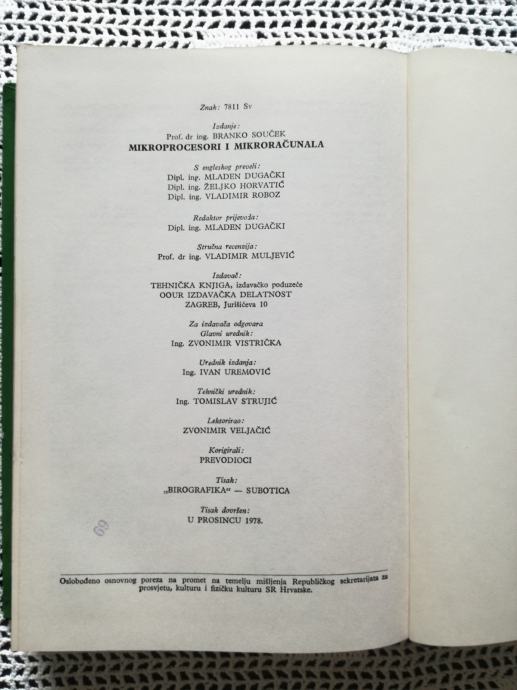 Znak: 7811 Sv
Izdanje:
Prof. dr ing. BRANKO SOUČEK
MIKROPROCESORI I MIKRORAČUNALA
S engleskog preveli:
Dipl. ing. MLADEN DUGAČKI
Dipl. ing. ŽELJKO HORVATIĆ
Dipl. ing. VLADIMIR ROBOZ
Redaktor prijevoda:
Dipl. ing. MLADEN DUGAČKI
Stručna recenzija:
Prof. dr ing. VLADIMIR MULJEVIĆ
Izdavač:
TEHNIČKA KNJIGA, izdavačko poduzeće
OOUR IZDAVAČKA DELATNOST
ZAGREB, Jurišićeva 10
Za izdavača odgovara
Glavni urednik:
Ing. ZVONIMIR VISTRIČKA
Urednik izdanja:
Ing. IVAN UREMOVIĆ
Tehnički urednik:
Ing. TOMISLAV STRUJIĆ
Lektorirao:
ZVONIMIR VELJAČIĆ
Korigirali:
PREVODIOCI
Tisak:
„BIROGRAFIKA“ — SUBOTICA
Tisak dovršen:
U PROSINCU 1978.
69
Oslobođeno osnovnog poreza na promet na temelju mišljenja Republičkog sekretarijata za
prosvjetu, kulturu i fizičku kulturu SR Hrvatske.